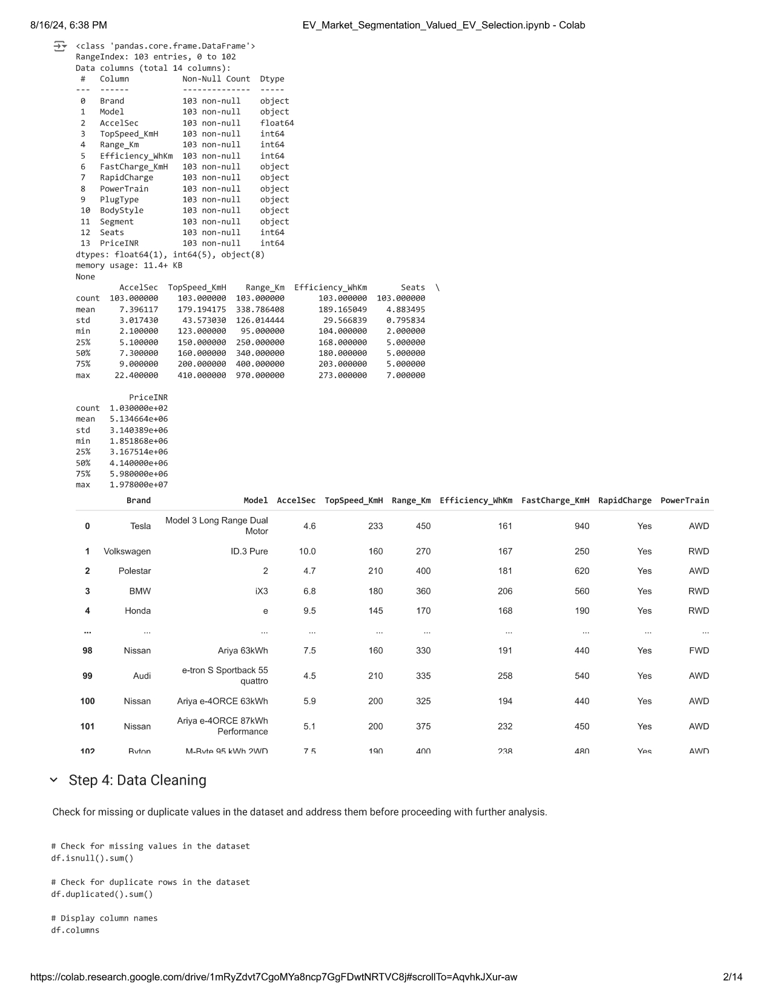 8/16/24, 6:38 PM EV_Market_Segmentation_Valued_EV_Selection.ipynb - Colab
<class 'pandas.core.frame.DataFrame'>
RangeIndex: 103 entries, 0 to 102
Data columns (total 14 columns):
 #   Column           Non-Null Count  Dtype
---  ------           --------------  -----
 0   Brand            103 non-null    object
 1   Model            103 non-null    object
 2   AccelSec         103 non-null    float64
 3   TopSpeed_KmH     103 non-null    int64
 4   Range_Km         103 non-null    int64
 5   Efficiency_WhKm  103 non-null    int64
 6   FastCharge_KmH   103 non-null    object
 7   RapidCharge      103 non-null    object
 8   PowerTrain       103 non-null    object
 9   PlugType         103 non-null    object
 10  BodyStyle        103 non-null    object
 11  Segment          103 non-null    object
 12  Seats            103 non-null    int64
 13  PriceINR         103 non-null    int64
dtypes: float64(1), int64(5), object(8)
memory usage: 11.4+ KB
None
         AccelSec  TopSpeed_KmH    Range_Km  Efficiency_WhKm       Seats  \
count  103.000000    103.000000  103.000000       103.000000  103.000000
mean     7.396117    179.194175  338.786408       189.165049    4.883495
std      3.017430     43.573030  126.014444        29.566839    0.795834
min      2.100000    123.000000   95.000000       104.000000    2.000000
25%      5.100000    150.000000  250.000000       168.000000    5.000000
50%      7.300000    160.000000  340.000000       180.000000    5.000000
75%      9.000000    200.000000  400.000000       203.000000    5.000000
max     22.400000    410.000000  970.000000       273.000000    7.000000
           PriceINR
count  1.030000e+02
mean   5.134664e+06
std    3.140389e+06
min    1.851868e+06
25%    3.167514e+06
50%    4.140000e+06
75%    5.980000e+06
max    1.978000e+07
Brand Model AccelSec TopSpeed_KmH Range_Km Efficiency_WhKm FastCharge_KmH RapidCharge PowerTrain
0 Tesla Model 3 Long Range Dual Motor 4.6 233 450 161 940 Yes AWD
1 Volkswagen ID.3 Pure 10.0 160 270 167 250 Yes RWD
2 Polestar 2 4.7 210 400 181 620 Yes AWD
3 BMW iX3 6.8 180 360 206 560 Yes RWD
4 Honda e 9.5 145 170 168 190 Yes RWD
... ... ... ... ... ... ... ... ... ...
98 Nissan Ariya 63kWh 7.5 160 330 191 440 Yes FWD
99 Audi e-tron S Sportback 55 quattro 4.5 210 335 258 540 Yes AWD
100 Nissan Ariya e-4ORCE 63kWh 5.9 200 325 194 440 Yes AWD
101 Nissan Ariya e-4ORCE 87kWh Performance 5.1 200 375 232 450 Yes AWD
102 Byton M-Byte 95 kWh 2WD 7.5 190 400 238 480 Yes AWD
Step 4: Data Cleaning
Check for missing or duplicate values in the dataset and address them before proceeding with further analysis.
# Check for missing values in the dataset
df.isnull().sum()
# Check for duplicate rows in the dataset
df.duplicated().sum()
# Display column names
df.columns
https://colab.research.google.com/drive/1mRyZdvt7CgoMYa8ncp7GgFDwtNRTVC8j#scrollTo=AqvhkJXur-aw 2/14